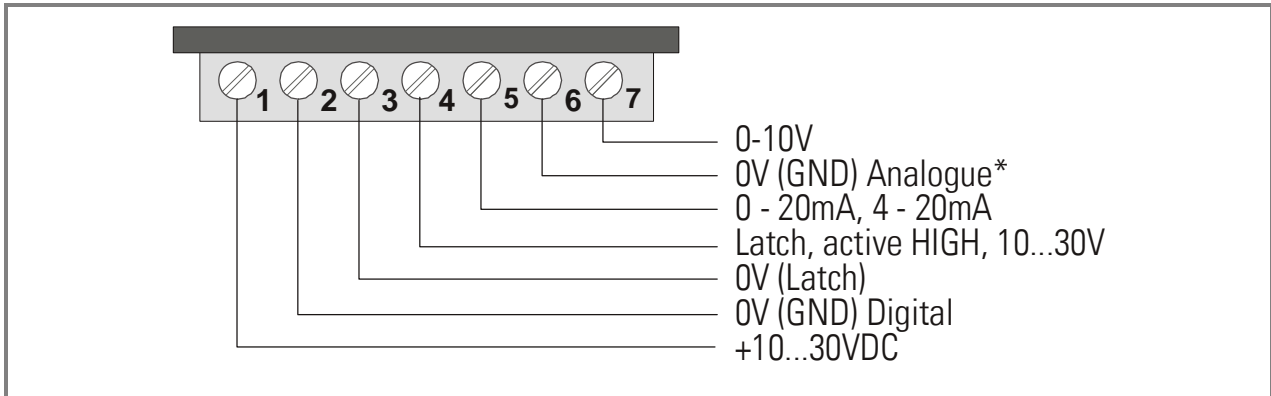 1 2 3 4 5 6 7
0-10V
0V (GND) Analogue*
0 - 20mA, 4 - 20mA
Latch, active HIGH, 10...30V
0V (Latch)
0V (GND) Digital
+10...30VDC